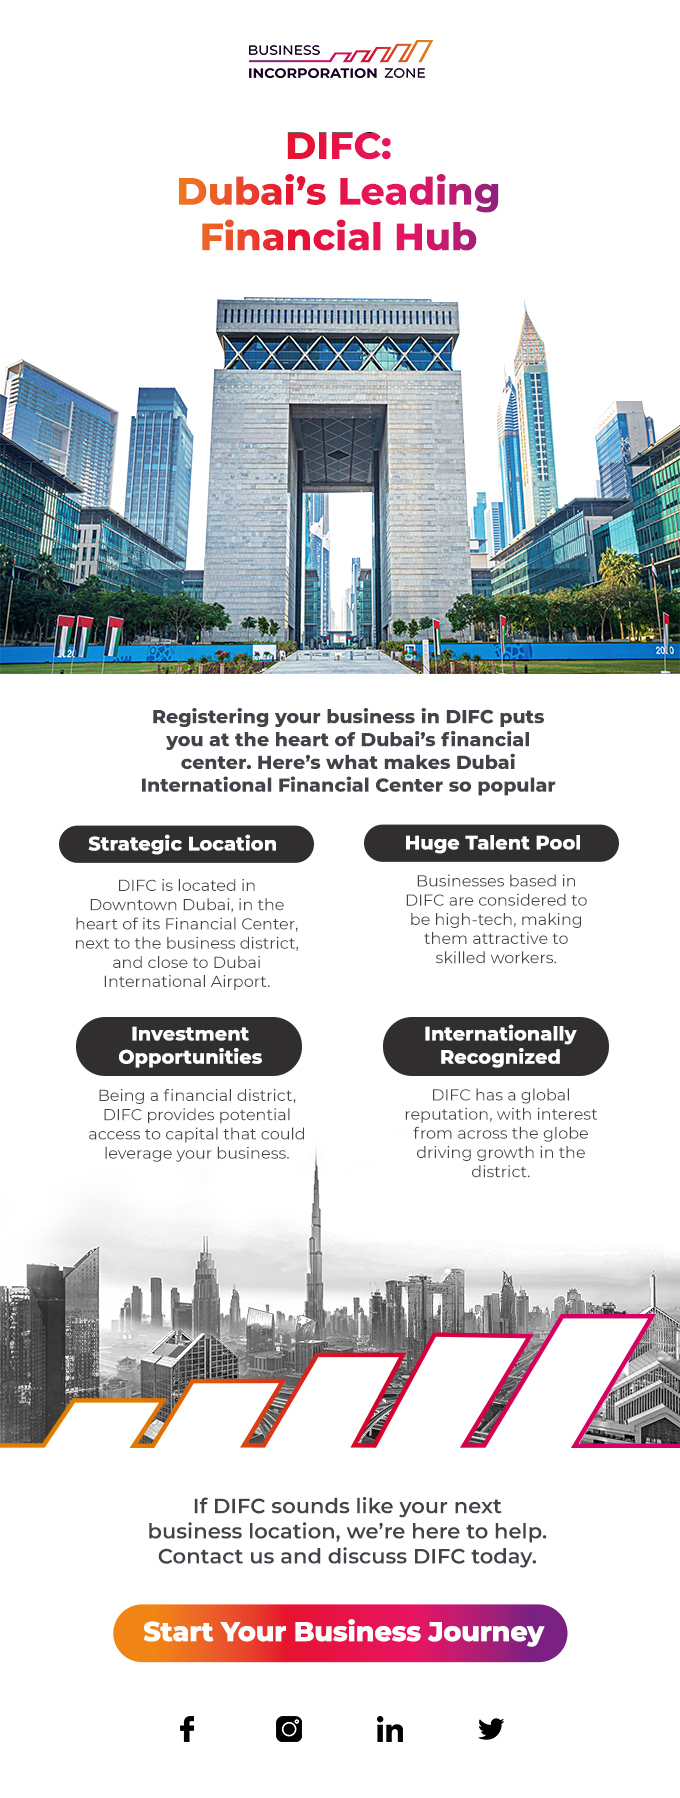 BUSINESS
INCORPORATION ZONE
DIFC:
Dubai's Leading
Financial Hub
2020
Registering your business in DIFC puts
you at the heart of Dubai's financial
center. Here's what makes Dubai
International Financial Center so popular
Strategic Location
DIFC is located in
Downtown Dubai, in the
heart of its Financial Center,
next to the business district,
and close to Dubai
International Airport.
Huge Talent Pool
Businesses based in
DIFC are considered to
be high-tech, making
them attractive to
skilled workers.
Investment
Opportunities
Being a financial district,
DIFC provides potential
access to capital that could
leverage your business.
Internationally
Recognized
DIFC has a global
reputation, with interest
from across the globe
driving growth in the
district.
If DIFC sounds like your next
business location, we're here to help.
Contact us and discuss DIFC today.
Start Your Business Journey